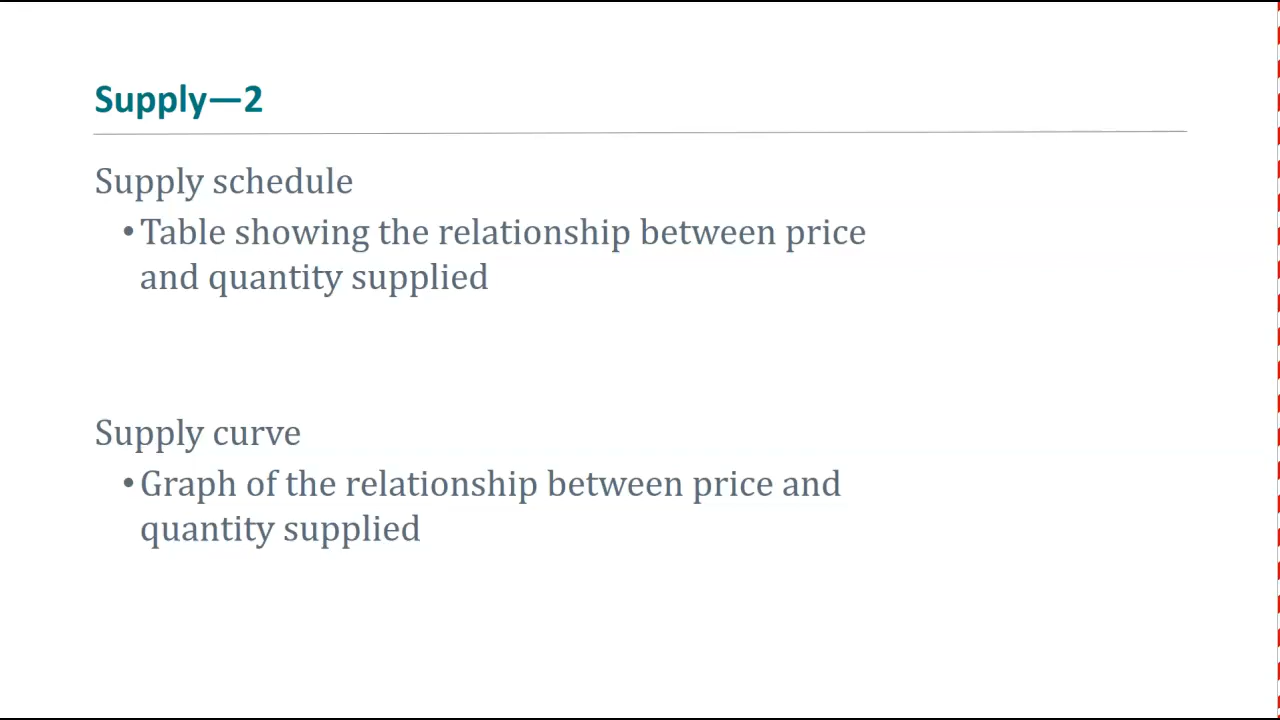 Supply—2
Supply schedule
•Table showing the relationship between price
and quantity supplied
Supply curve
•Graph of the relationship between price and
quantity supplied